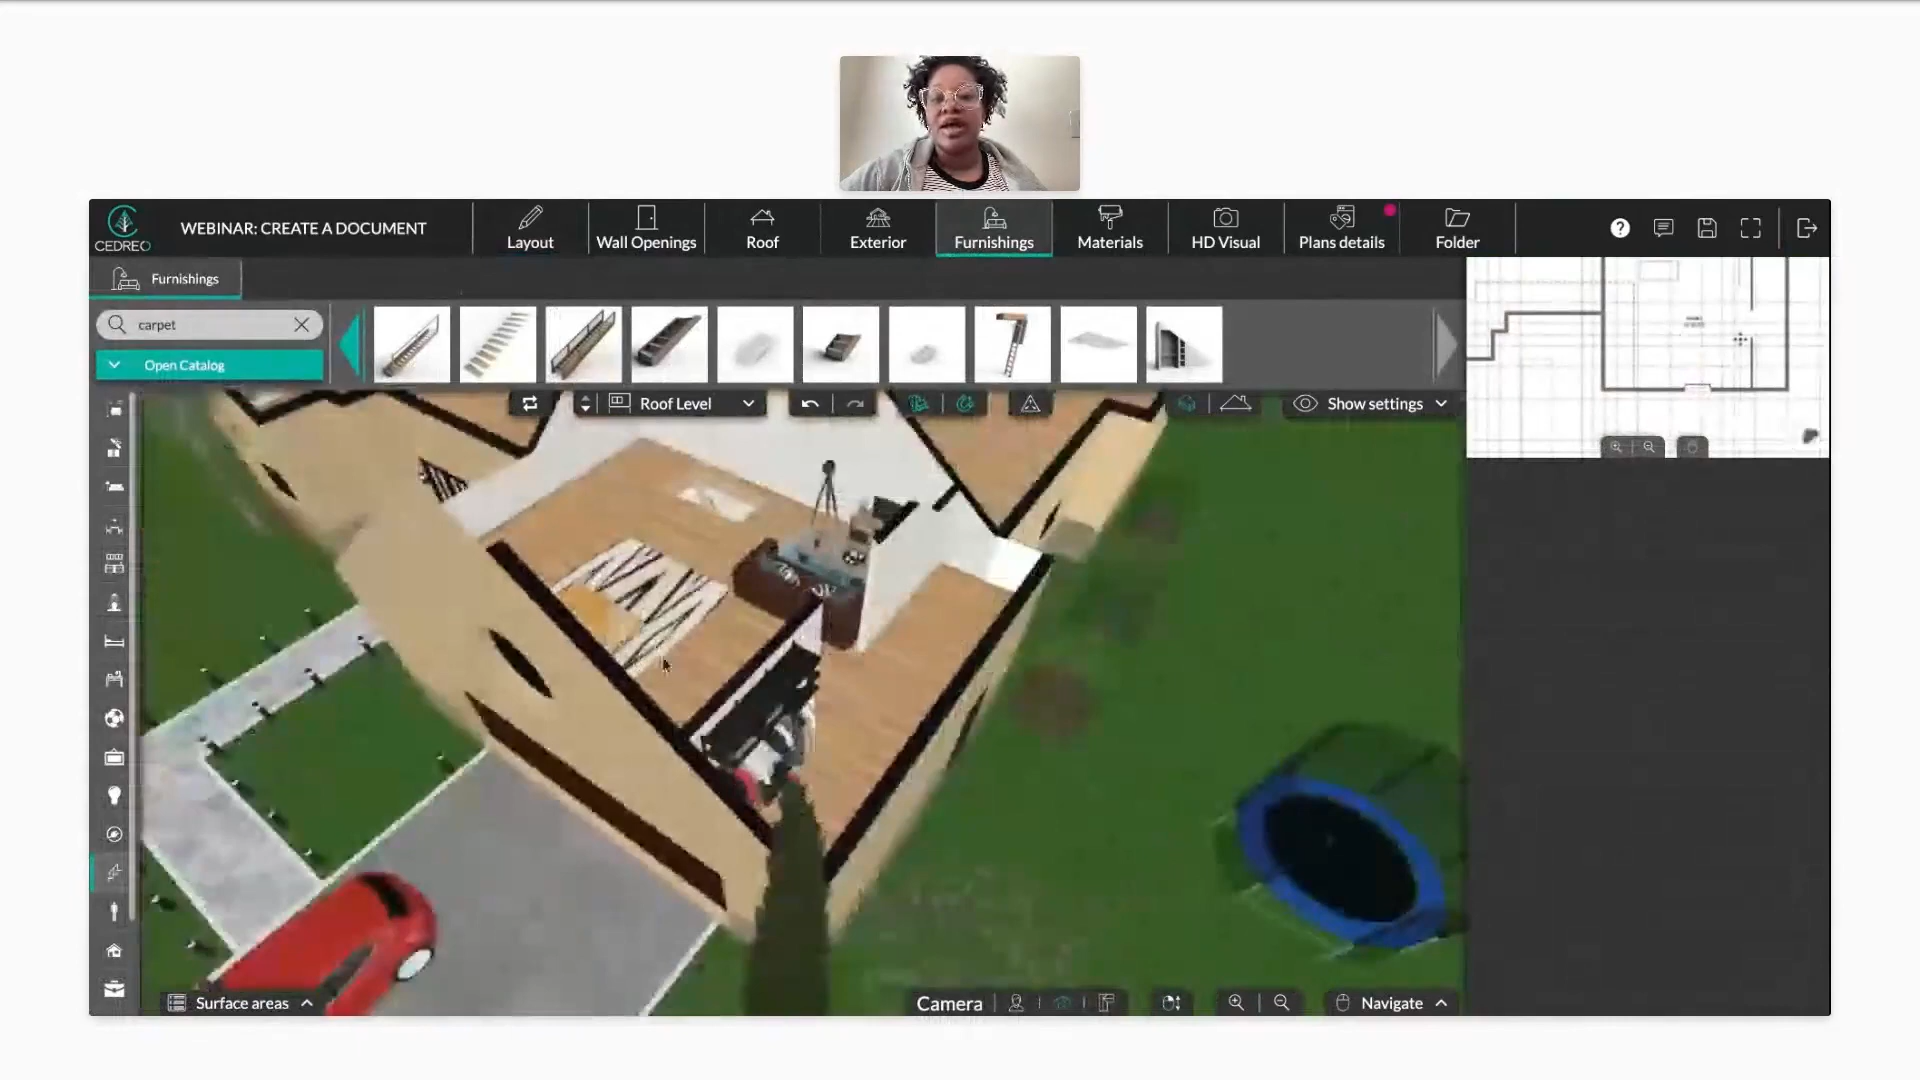 CEDREO
WEBINAR: CREATE A DOCUMENT
Layout
Wall Openings
Roof
Exterior
Furnishings
Materials
HD Visual
Plans details
Folder
Furnishings
carpet
Open Catalog
Roof Level
Show settings
Surface areas
Camera
Navigate